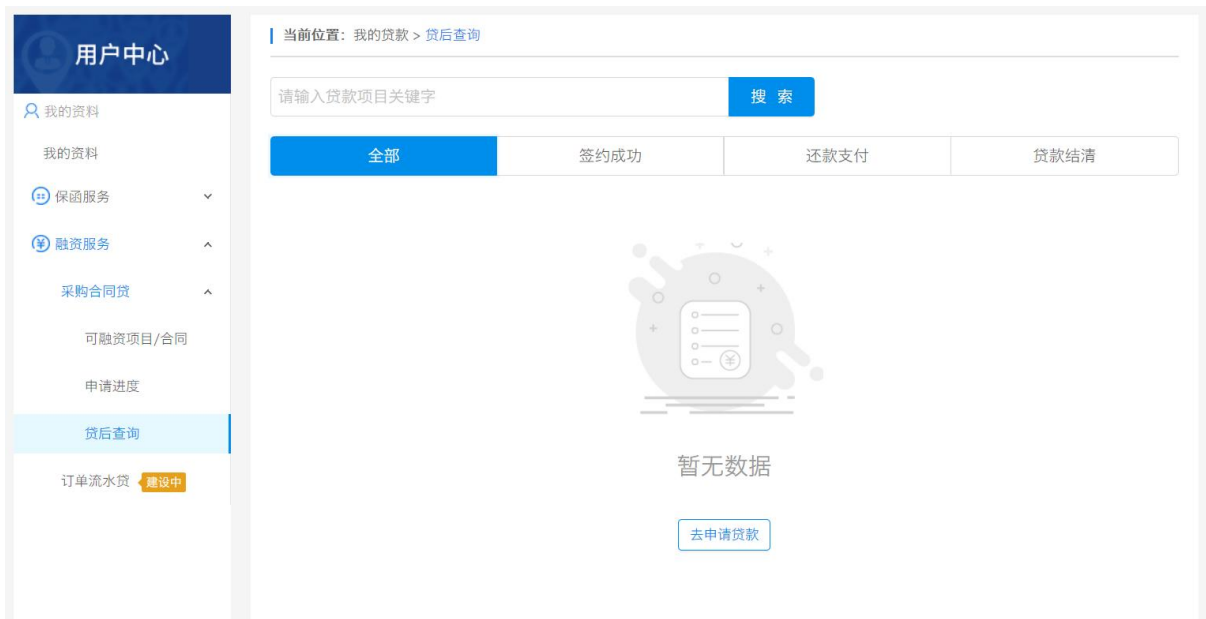 用户中心
我的资料
我的资料
保函服务
融资服务
采购合同贷
可融资项目/合同
申请进度
贷后查询
订单流水贷 建设中
当前位置：我的贷款 > 贷后查询
请输入贷款项目关键字 搜 索
全部 签约成功 还款支付 贷款结清
暂无数据
去申请贷款